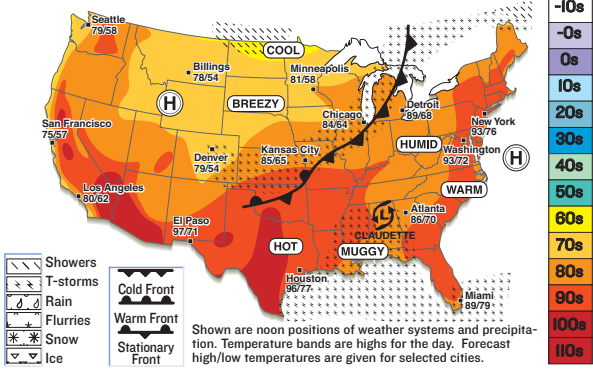 Seattle
79/58
COOL
Billings
78/54
Minneapolis
81/58
H
BREEZY
San Francisco
75/57
Chicago
84/64
Detroit
89/68
New York
93/76
HUMID
Washington
93/72
H
Denver
79/54
Kansas City
85/65
Los Angeles
80/62
WARM
El Paso
97/71
Atlanta
86/70
CLAUDETTE
HOT
MUGGY
Houston
96/77
Miami
89/79
Showers
T-storms
Rain
Flurries
Snow
Ice
Cold Front
Warm Front
Stationary
Front
Shown are noon positions of weather systems and precipita-
tion. Temperature bands are highs for the day. Forecast
high/low temperatures are given for selected cities.
-10s
-0s
0s
10s
20s
30s
40s
50s
60s
70s
80s
90s
100s
110s